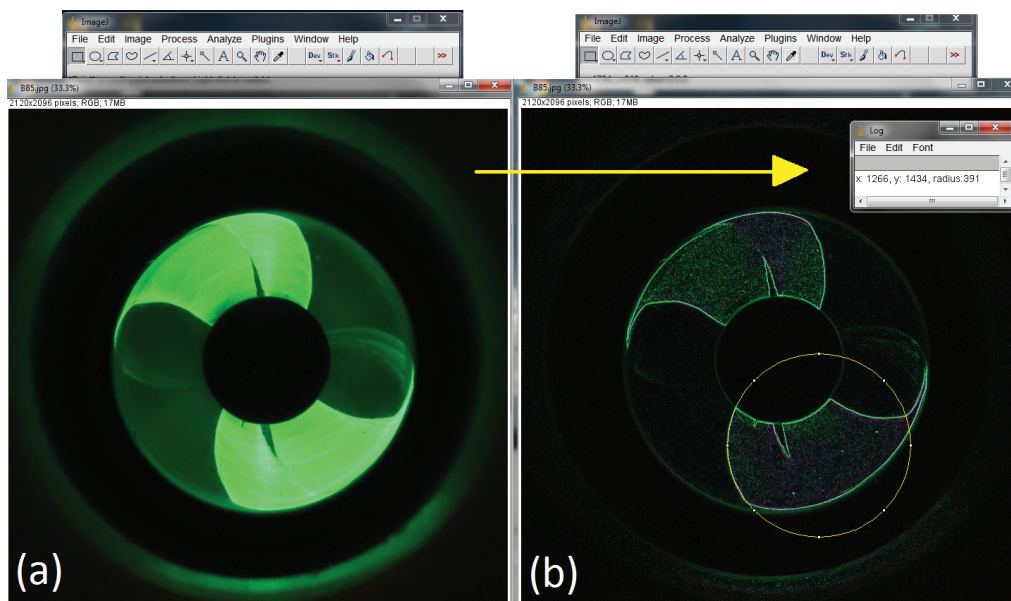 ImageJ
File Edit Image Process Analyze Plugins Window Help
Dev Stk >>
B85.jpg (33.3%)
2120x2096 pixels; RGB; 17MB
(a)
ImageJ
File Edit Image Process Analyze Plugins Window Help
Dev Stk >>
B85.jpg (33.3%)
2120x2096 pixels; RGB; 17MB
Log
File Edit Font
x: 1266, y: 1434, radius:391
(b)